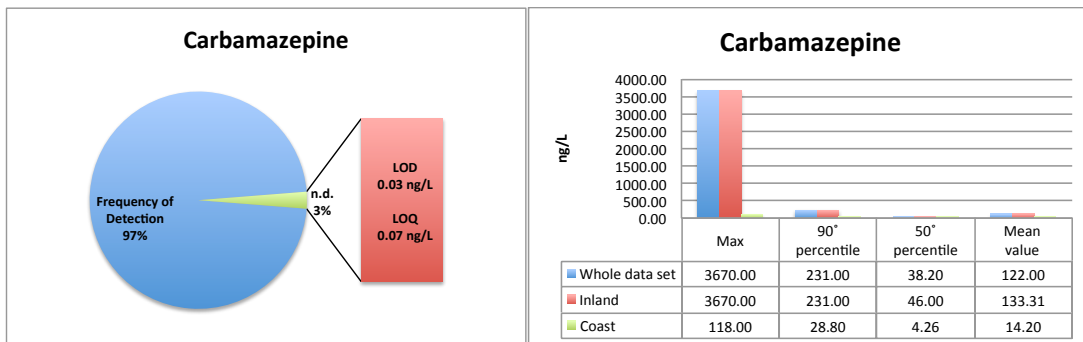 Carbamazepine
Frequency of
Detection
97%
n.d.
3%
LOD
0.03 ng/L
LOQ
0.07 ng/L
Carbamazepine
ng/L
4000.00
3500.00
3000.00
2500.00
2000.00
1500.00
1000.00
500.00
0.00
Max 90˚ percentile 50˚ percentile Mean value
Whole data set 3670.00 231.00 38.20 122.00
Inland 3670.00 231.00 46.00 133.31
Coast 118.00 28.80 4.26 14.20